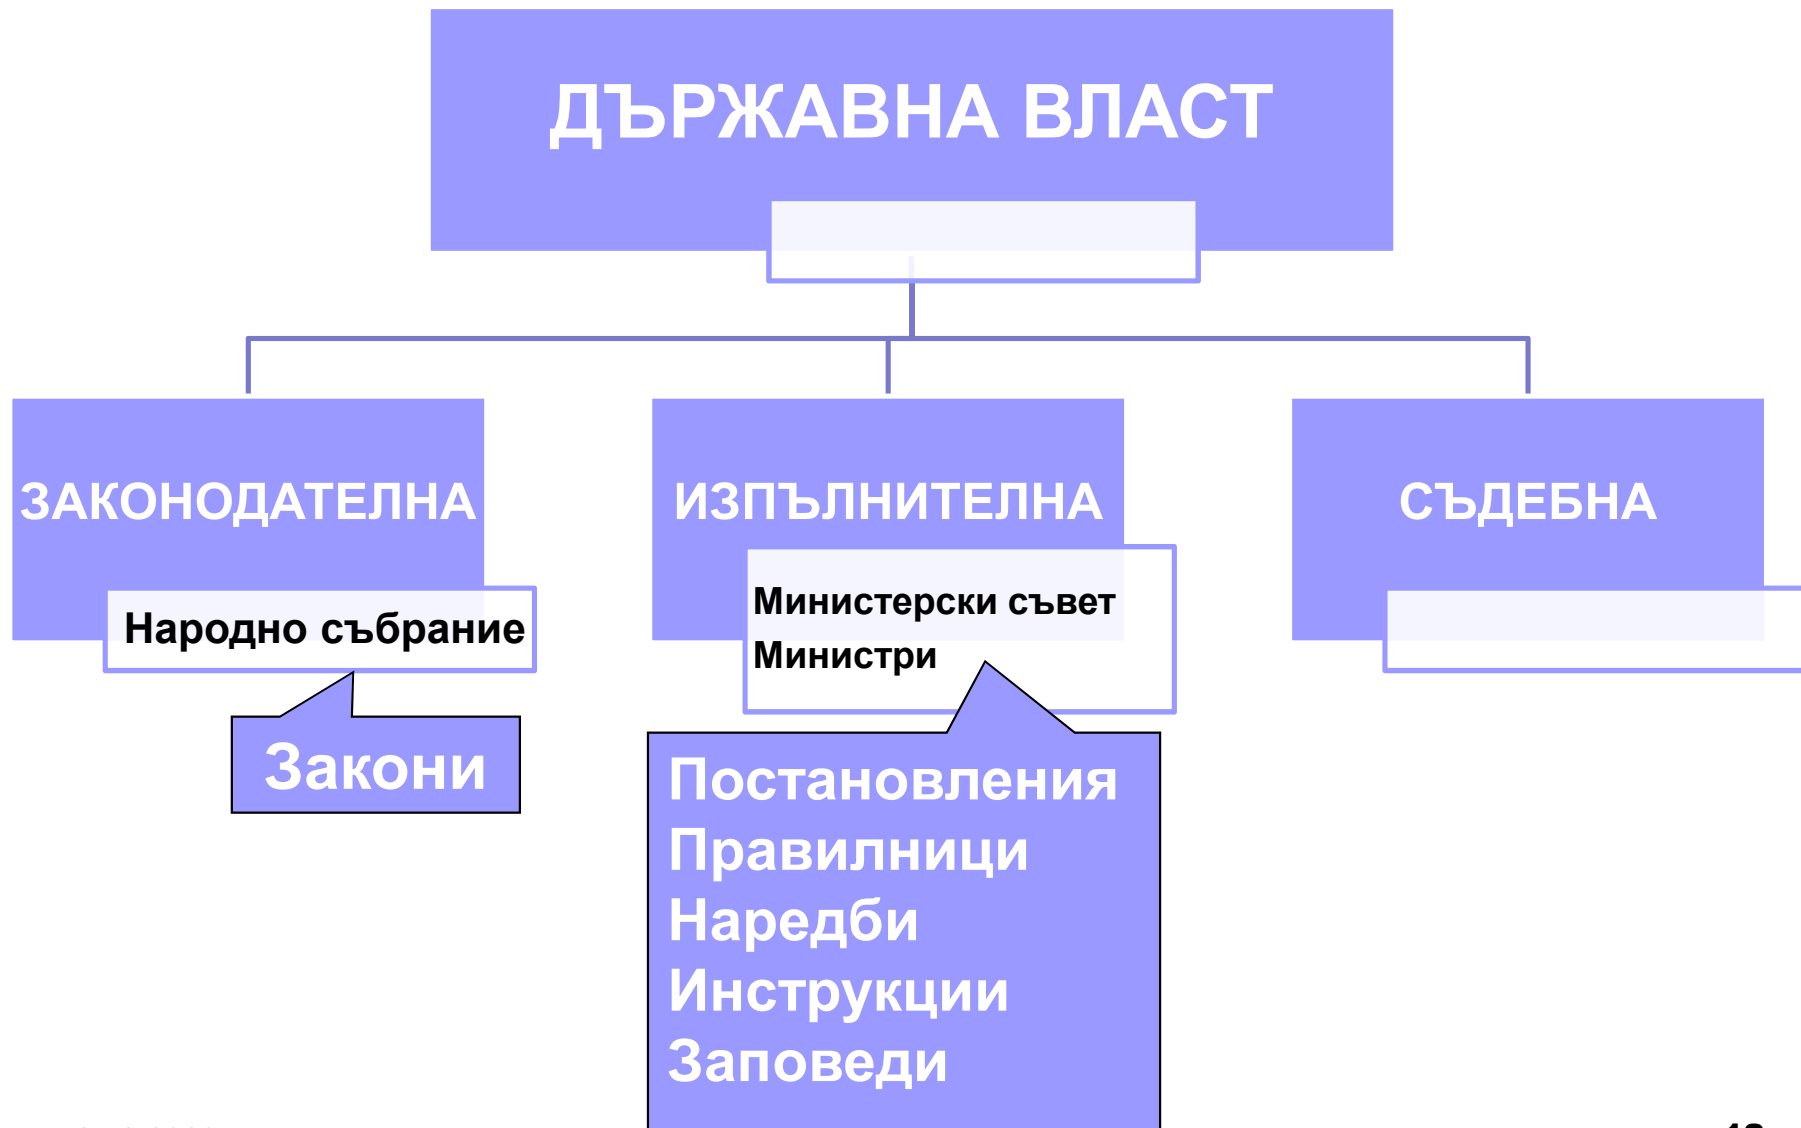 ДЪРЖАВНА ВЛАСТ
ЗАКОНОДАТЕЛНА
Народно събрание
Закони
ИЗПЪЛНИТЕЛНА
Министерски съвет
Министри
Постановления
Правилници
Наредби
Инструкции
Заповеди
СЪДЕБНА